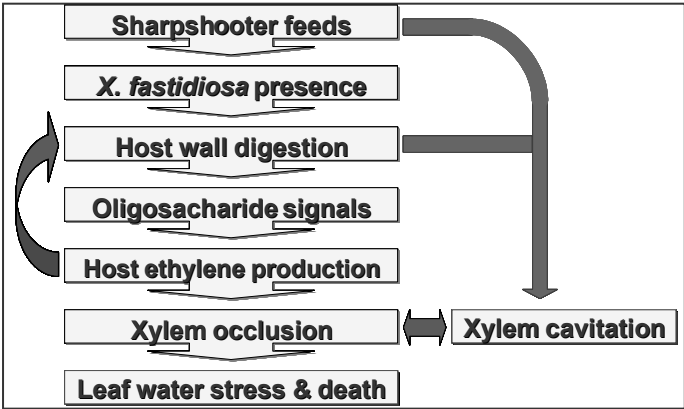 Sharpshooter feeds
X. fastidiosa presence
Host wall digestion
Oligosacharide signals
Host ethylene production
Xylem occlusion
Xylem cavitation
Leaf water stress & death